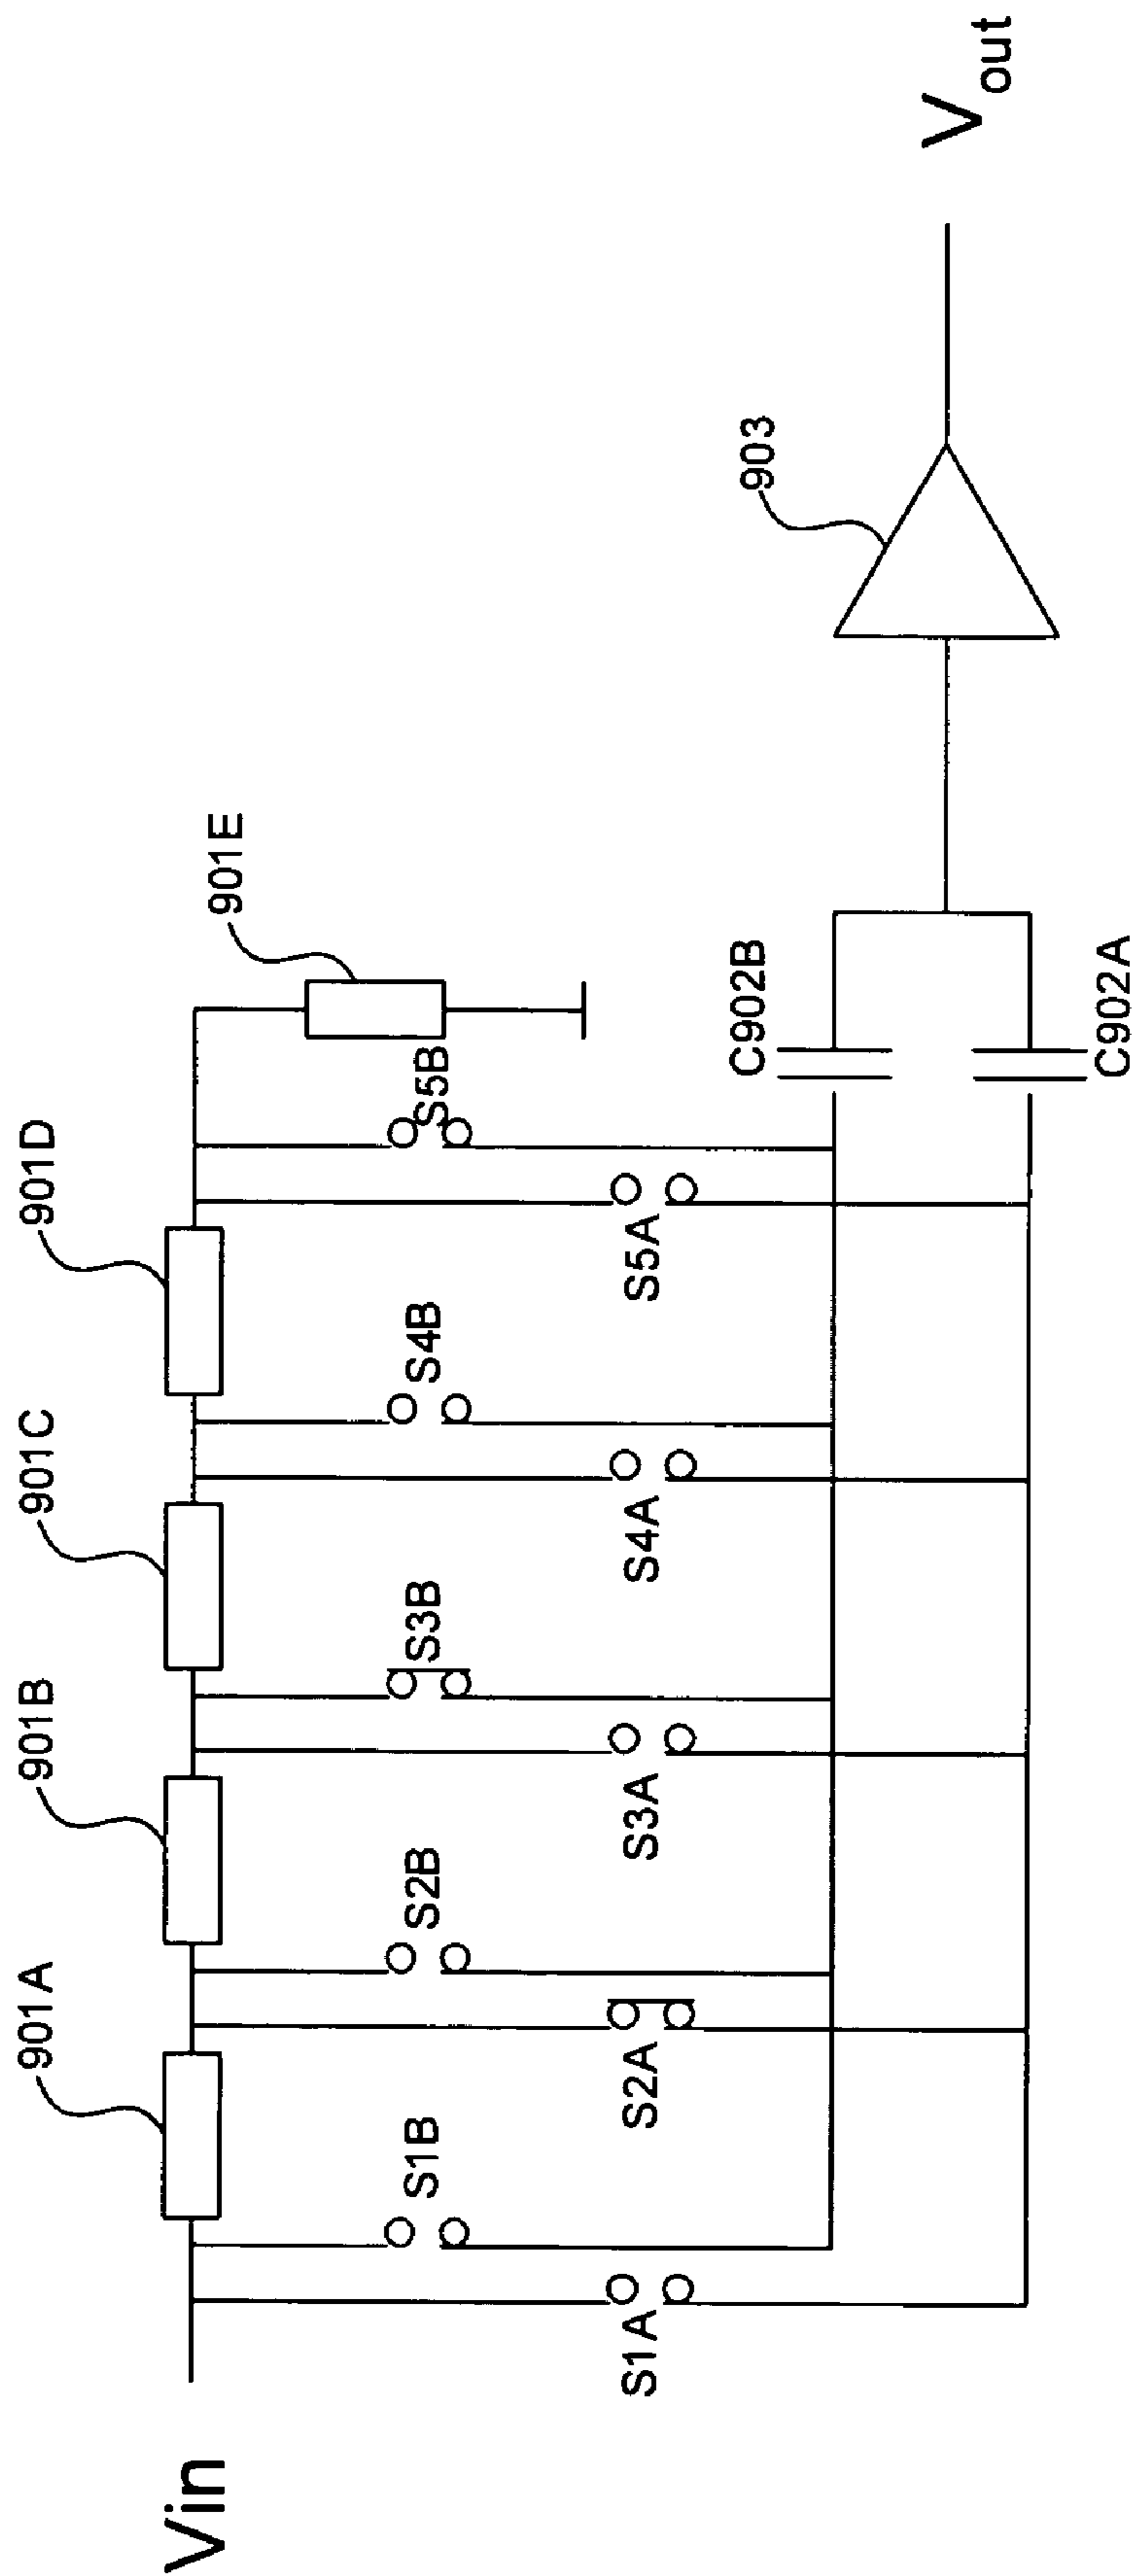 Vin
901A
901B
901C
901D
901E
S1B
S2B
S3B
S4B
S5B
S1A
S2A
S3A
S4A
S5A
C902B
C902A
903
Vout